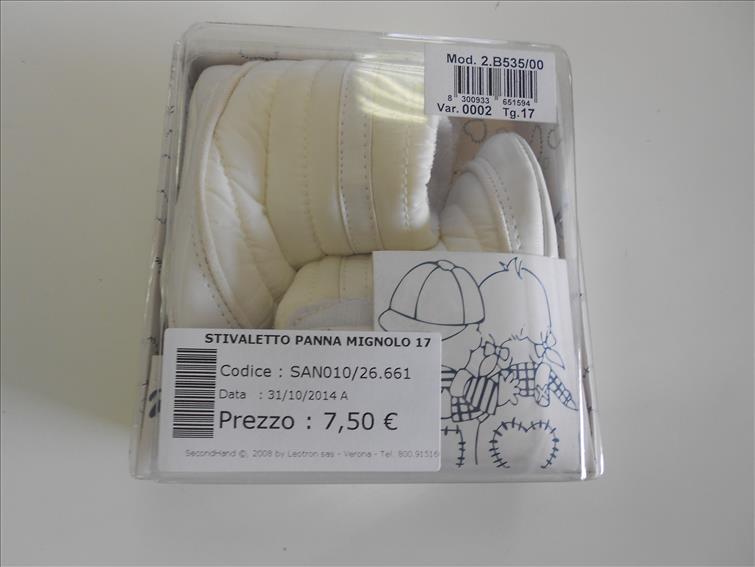 Mod. 2.B535/00
8 300933 651594
Var. 0002 Tg.17
STIVALETTO PANNA MIGNOLO 17
Codice : SAN010/26.661
Data : 31/10/2014 A
Prezzo : 7,50 €
SecondHand ©, 2008 by Leotron sas - Verona - Tel. 800.91516